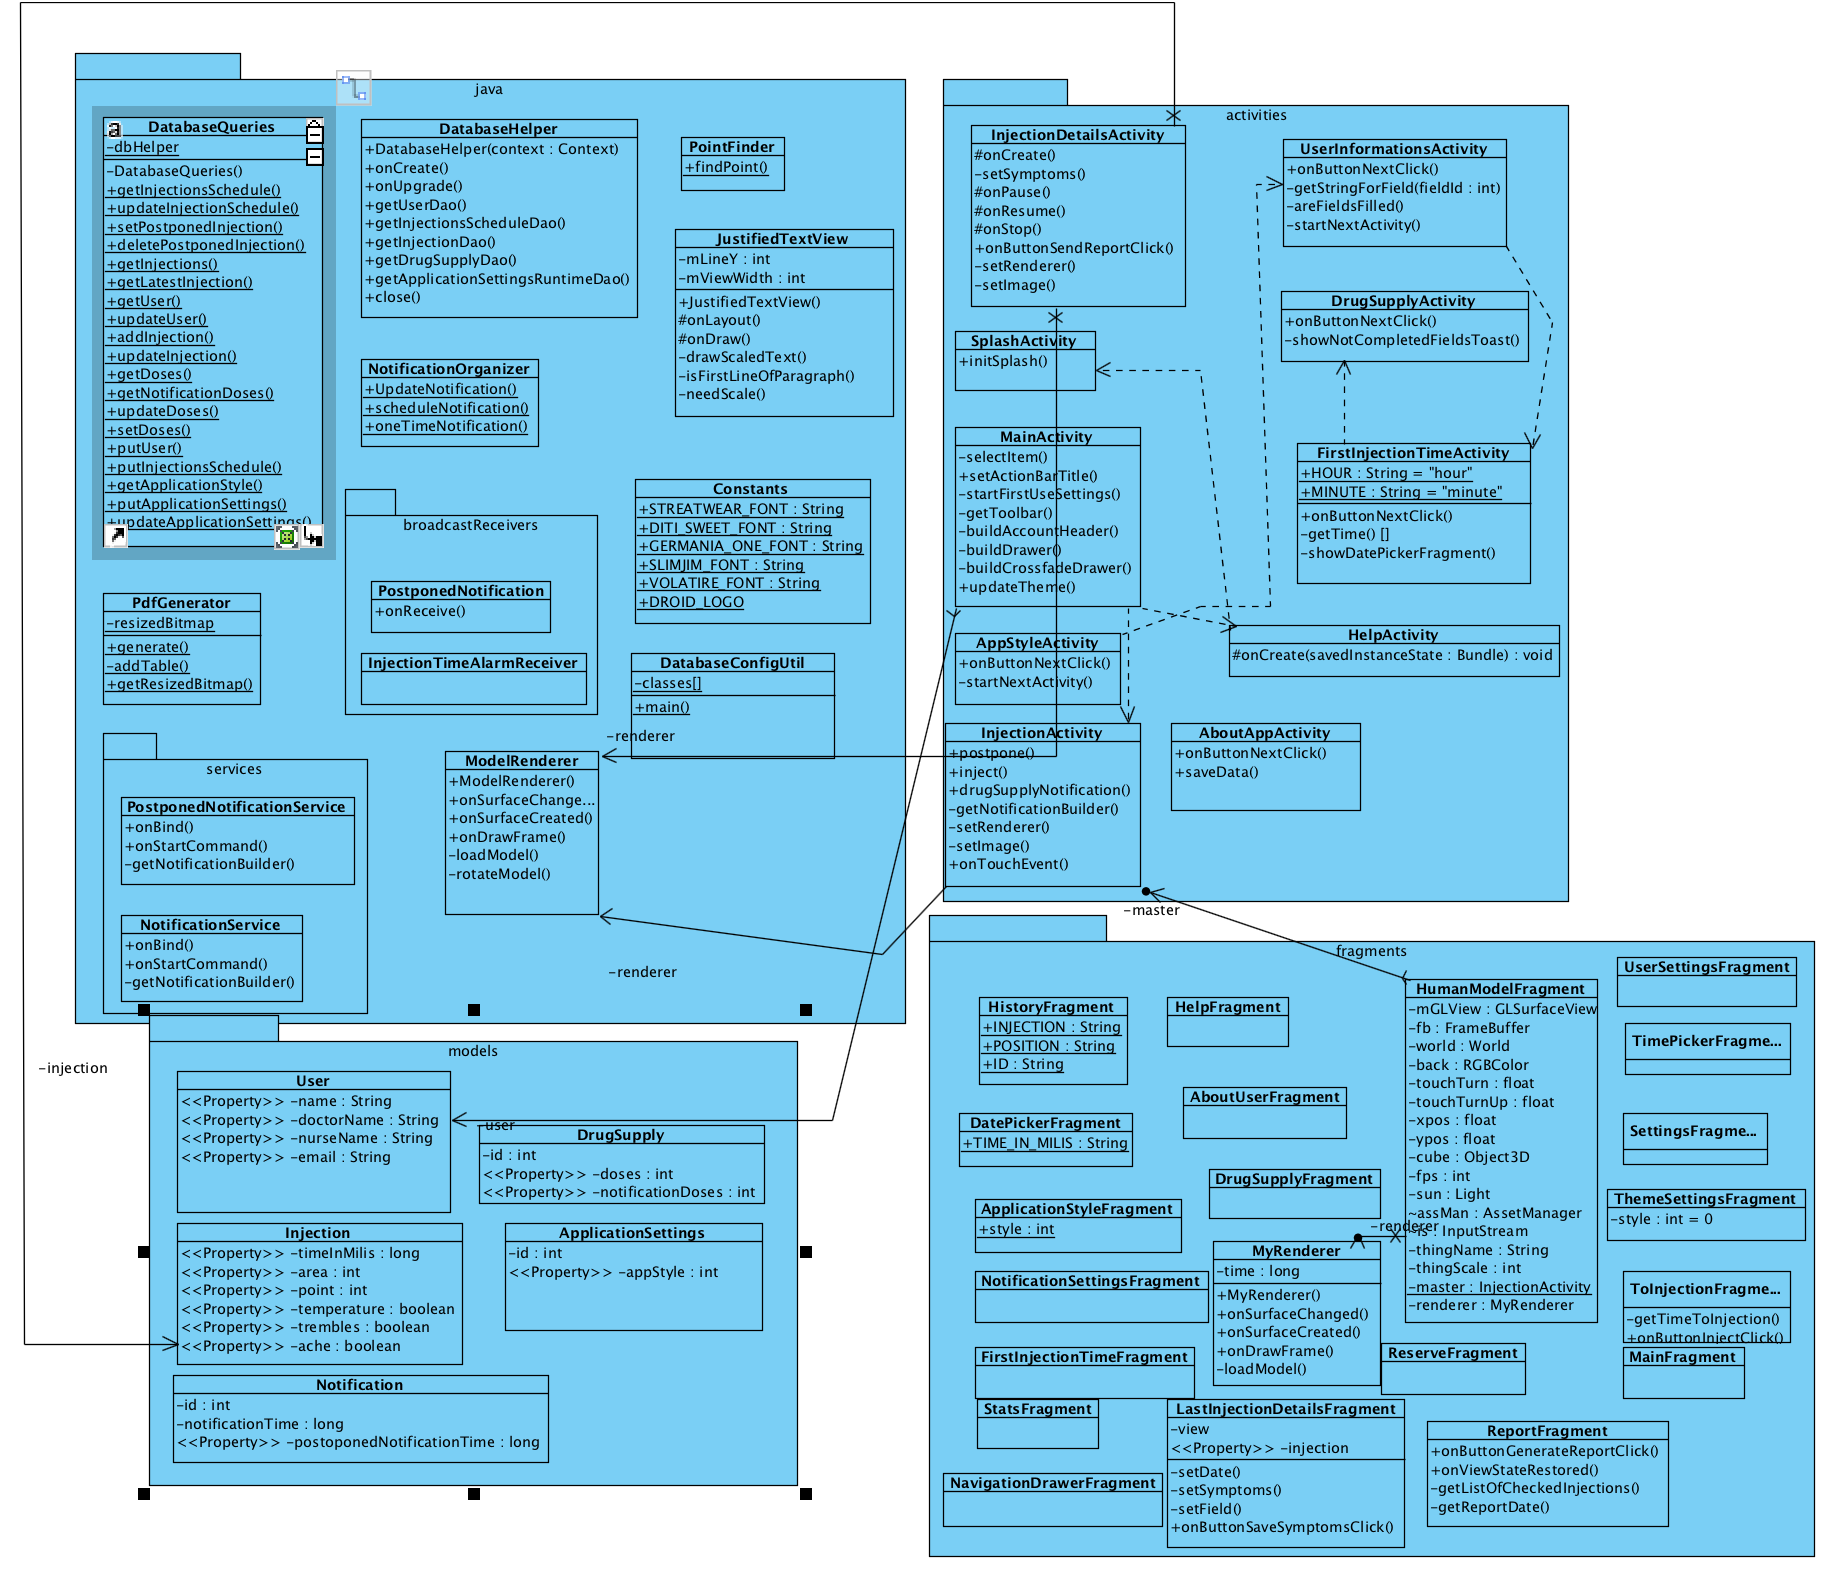 java
DatabaseQueries
-dbHelper
-DatabaseQueries()
+getInjectionsSchedule()
+updateInjectionSchedule()
+setPostponedInjection()
+deletePostponedInjection()
+getInjections()
+getLatestInjection()
+getUser()
+updateUser()
+addInjection()
+updateInjection()
+getDoses()
+getNotificationDoses()
+updateDoses()
+setDoses()
+putUser()
+putInjectionsSchedule()
+getApplicationStyle()
+putApplicationSettings()
+updateApplicationSettings()
DatabaseHelper
+DatabaseHelper(context : Context)
+onCreate()
+onUpgrade()
+getUserDao()
+getInjectionsScheduleDao()
+getInjectionDao()
+getDrugSupplyDao()
+getApplicationSettingsRuntimeDao()
+close()
PointFinder
+findPoint()
JustifiedTextView
-mLineY : int
-mViewWidth : int
+JustifiedTextView()
#onLayout()
#onDraw()
-drawScaledText()
-isFirstLineOfParagraph()
-needScale()
NotificationOrganizer
+UpdateNotification()
+scheduleNotification()
+oneTimeNotification()
Constants
+STREATWEAR_FONT : String
+DITI_SWEET_FONT : String
+GERMANIA_ONE_FONT : String
+SLIMJIM_FONT : String
+VOLATIRE_FONT : String
+DROID_LOGO
broadcastReceivers
PostponedNotification
+onReceive()
InjectionTimeAlarmReceiver
PdfGenerator
-resizedBitmap
+generate()
-addTable()
+getResizedBitmap()
DatabaseConfigUtil
-classes[]
+main()
-renderer
ModelRenderer
+ModelRenderer()
+onSurfaceChange...
+onSurfaceCreated()
+onDrawFrame()
-loadModel()
-rotateModel()
-renderer
services
PostponedNotificationService
+onBind()
+onStartCommand()
-getNotificationBuilder()
NotificationService
+onBind()
+onStartCommand()
-getNotificationBuilder()
-injection
models
User
<<Property>> -name : String
<<Property>> -doctorName : String
<<Property>> -nurseName : String
<<Property>> -email : String
-user
DrugSupply
-id : int
<<Property>> -doses : int
<<Property>> -notificationDoses : int
Injection
<<Property>> -timeInMilis : long
<<Property>> -area : int
<<Property>> -point : int
<<Property>> -temperature : boolean
<<Property>> -trembles : boolean
<<Property>> -ache : boolean
ApplicationSettings
-id : int
<<Property>> -appStyle : int
Notification
-id : int
-notificationTime : long
<<Property>> -postoponedNotificationTime : long
activities
InjectionDetailsActivity
#onCreate()
-setSymptoms()
#onPause()
#onResume()
#onStop()
+onButtonSendReportClick()
-setRenderer()
-setImage()
UserInformationsActivity
+onButtonNextClick()
-getStringForField(fieldId : int)
-areFieldsFilled()
-startNextActivity()
SplashActivity
+initSplash()
DrugSupplyActivity
+onButtonNextClick()
-showNotCompletedFieldsToast()
MainActivity
-selectItem()
+setActionBarTitle()
-startFirstUseSettings()
-getToolbar()
-buildAccountHeader()
-buildDrawer()
-buildCrossfadeDrawer()
+updateTheme()
FirstInjectionTimeActivity
+HOUR : String = "hour"
+MINUTE : String = "minute"
+onButtonNextClick()
-getTime() []
-showDatePickerFragment()
AppStyleActivity
+onButtonNextClick()
-startNextActivity()
HelpActivity
#onCreate(savedInstanceState : Bundle) : void
InjectionActivity
+postpone()
+inject()
+drugSupplyNotification()
-getNotificationBuilder()
-setRenderer()
-setImage()
+onTouchEvent()
AboutAppActivity
+onButtonNextClick()
+saveData()
-master
fragments
HistoryFragment
+INJECTION : String
+POSITION : String
+ID : String
HelpFragment
HumanModelFragment
-mGLView : GLSurfaceView
-fb : FrameBuffer
-world : World
-back : RGBColor
-touchTurn : float
-touchTurnUp : float
-xpos : float
-ypos : float
-cube : Object3D
-fps : int
-sun : Light
~assMan : AssetManager
~is : InputStream
-thingName : String
-thingScale : int
-master : InjectionActivity
-renderer : MyRenderer
UserSettingsFragment
TimePickerFragme...
AboutUserFragment
DatePickerFragment
+TIME_IN_MILIS : String
SettingsFragme...
DrugSupplyFragment
ApplicationStyleFragment
+style : int
ThemeSettingsFragment
-style : int = 0
-renderer
MyRenderer
-time : long
+MyRenderer()
+onSurfaceChanged()
+onSurfaceCreated()
+onDrawFrame()
-loadModel()
NotificationSettingsFragment
ToInjectionFragme...
-getTimeToInjection()
+onButtonInjectClick()
FirstInjectionTimeFragment
ReserveFragment
MainFragment
StatsFragment
LastInjectionDetailsFragment
-view
<<Property>> -injection
-setDate()
-setSymptoms()
-setField()
+onButtonSaveSymptomsClick()
ReportFragment
+onButtonGenerateReportClick()
+onViewStateRestored()
-getListOfCheckedInjections()
-getReportDate()
NavigationDrawerFragment